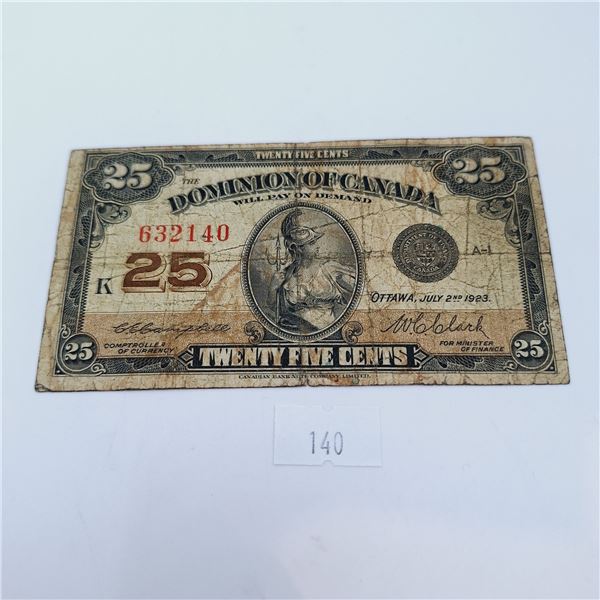 TWENTY FIVE CENTS
25 25
THE DOMINION OF CANADA
WILL PAY ON DEMAND
632140
K 25
A-1
OTTAWA, JULY 2ND 1923.
C E Campbell
COMPTROLLER OF CURRENCY
W C Clark
FOR MINISTER OF FINANCE
25 TWENTY FIVE CENTS 25
CANADIAN BANK NOTE COMPANY, LIMITED.
140